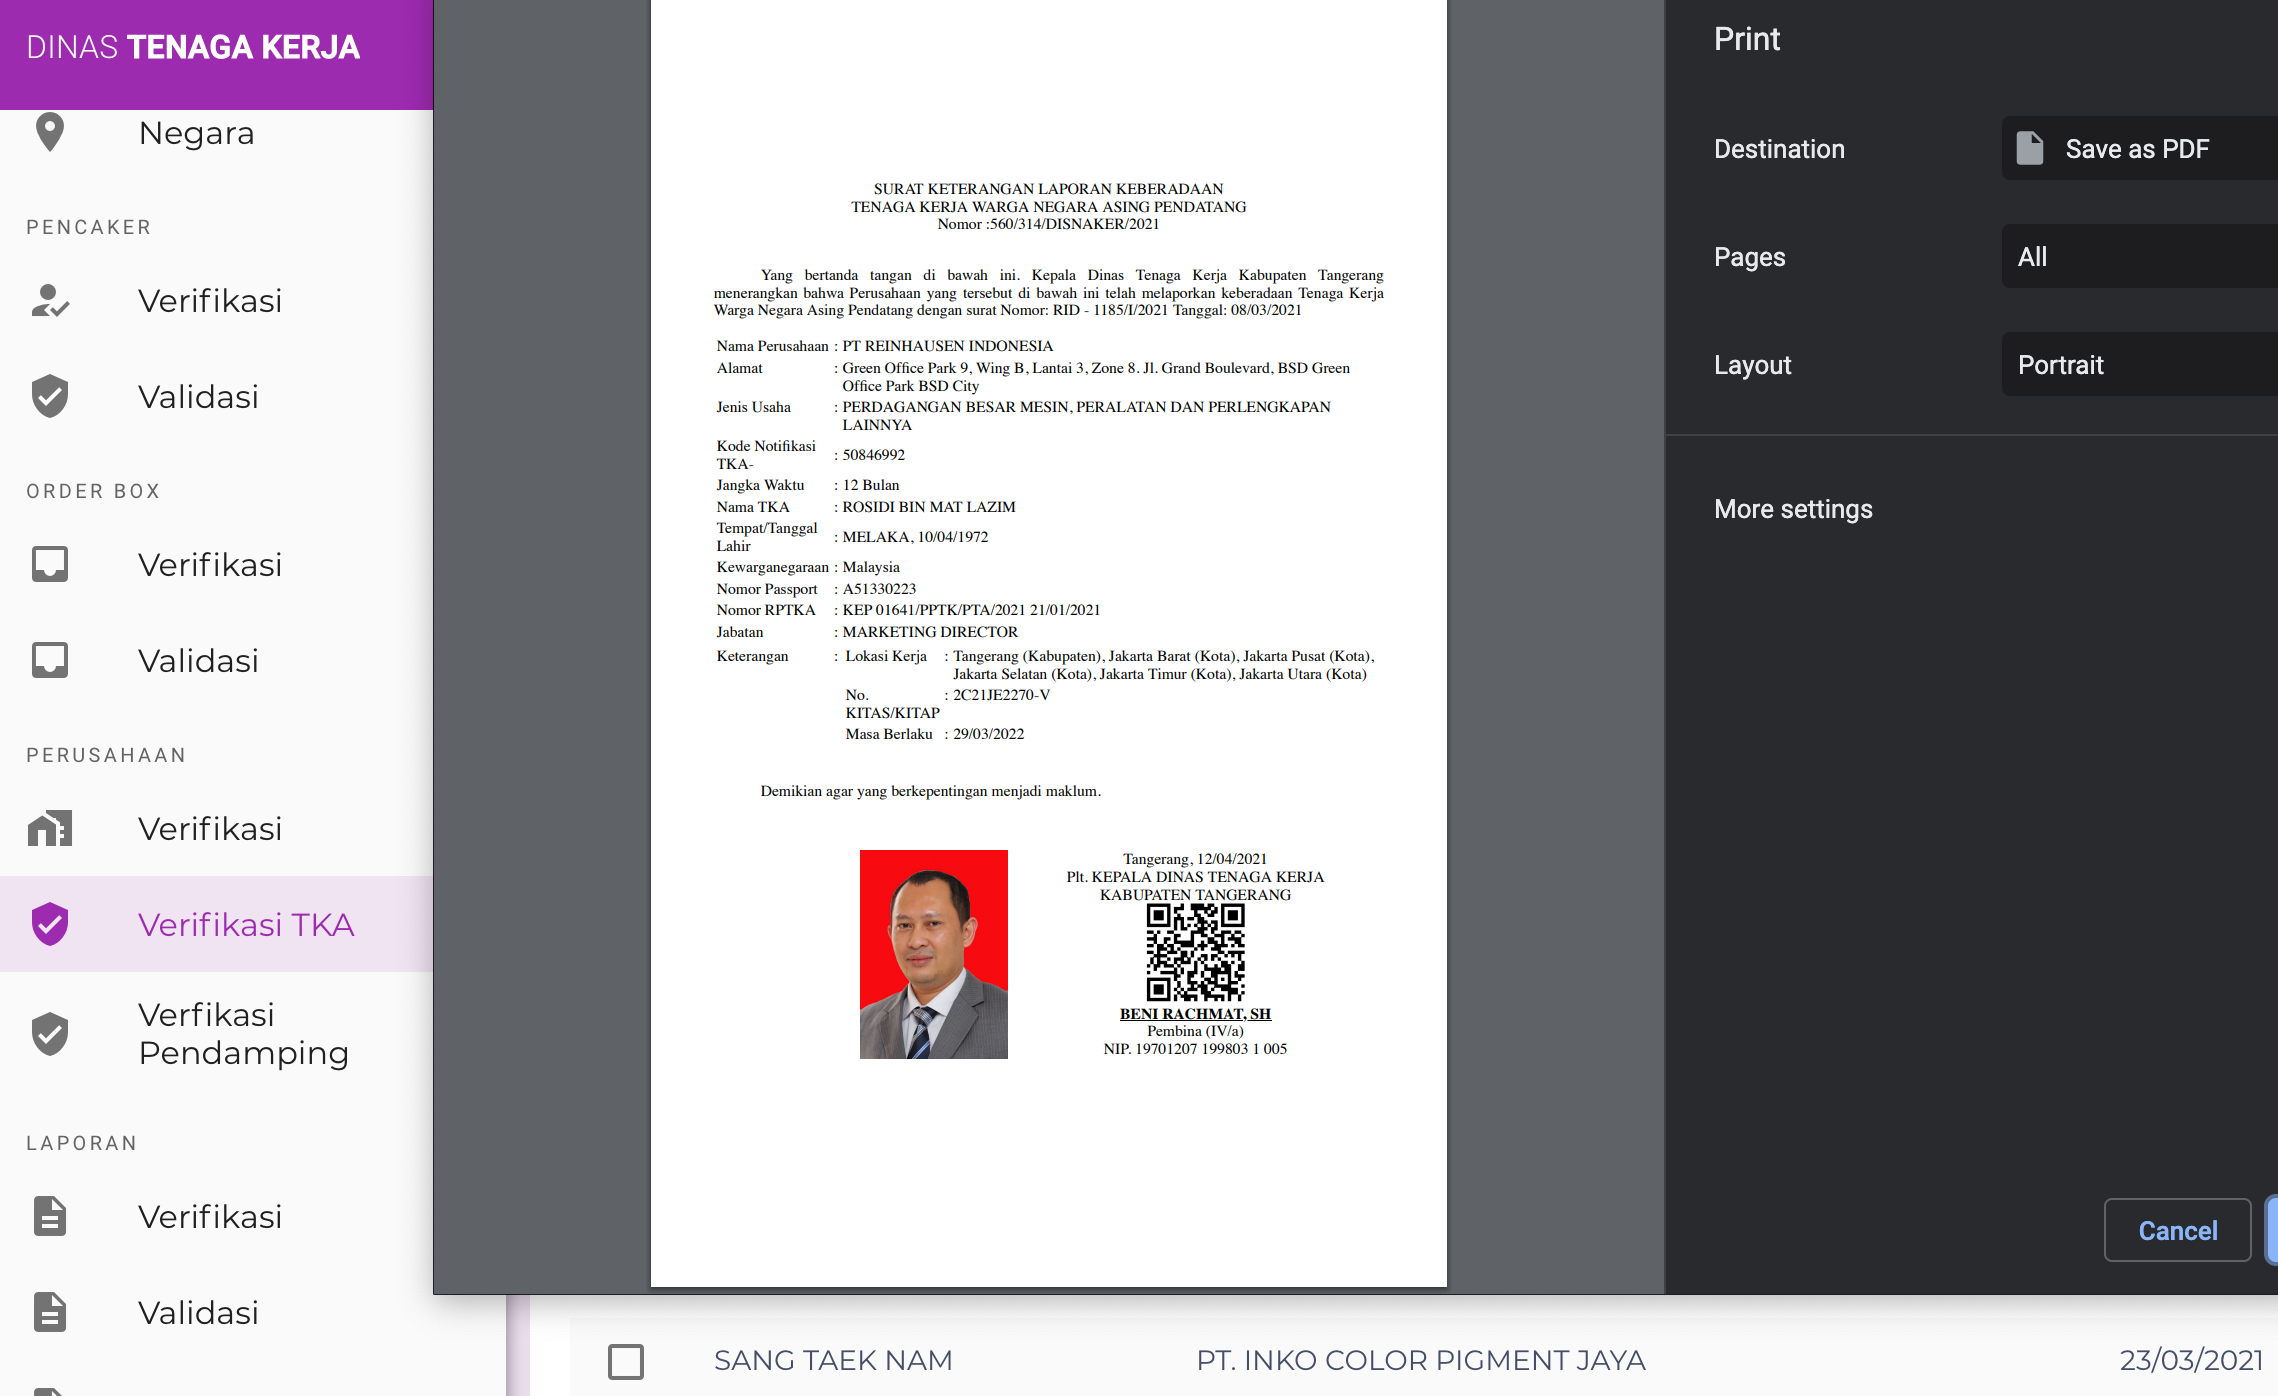 DINAS TENAGA KERJA
Negara
PENCAKER
Verifikasi
Validasi
ORDER BOX
Verifikasi
Validasi
PERUSAHAAN
Verifikasi
Verifikasi TKA
Verfikasi
Pendamping
LAPORAN
Verifikasi
Validasi
SURAT KETERANGAN LAPORAN KEBERADAAN
TENAGA KERJA WARGA NEGARA ASING PENDATANG
Nomor :560/314/DISNAKER/2021
Yang bertanda tangan di bawah ini. Kepala Dinas Tenaga Kerja Kabupaten Tangerang
menerangkan bahwa Perusahaan yang tersebut di bawah ini telah melaporkan keberadaan Tenaga Kerja
Warga Negara Asing Pendatang dengan surat Nomor: RID - 1185/I/2021 Tanggal: 08/03/2021
Nama Perusahaan : PT REINHAUSEN INDONESIA
Alamat : Green Office Park 9, Wing B, Lantai 3, Zone 8. Jl. Grand Boulevard, BSD Green
Office Park BSD City
Jenis Usaha : PERDAGANGAN BESAR MESIN, PERALATAN DAN PERLENGKAPAN
LAINNYA
Kode Notifikasi
TKA- : 50846992
Jangka Waktu : 12 Bulan
Nama TKA : ROSIDI BIN MAT LAZIM
Tempat/Tanggal
Lahir : MELAKA, 10/04/1972
Kewarganegaraan : Malaysia
Nomor Passport : A51330223
Nomor RPTKA : KEP 01641/PPTK/PTA/2021 21/01/2021
Jabatan : MARKETING DIRECTOR
Keterangan : Lokasi Kerja : Tangerang (Kabupaten), Jakarta Barat (Kota), Jakarta Pusat (Kota),
Jakarta Selatan (Kota), Jakarta Timur (Kota), Jakarta Utara (Kota)
No. : 2C21JE2270-V
KITAS/KITAP
Masa Berlaku : 29/03/2022
Demikian agar yang berkepentingan menjadi maklum.
Tangerang, 12/04/2021
Plt. KEPALA DINAS TENAGA KERJA
KABUPATEN TANGERANG
BENI RACHMAT, SH
Pembina (IV/a)
NIP. 19701207 199803 1 005
Print
Destination Save as PDF
Pages All
Layout Portrait
More settings
Cancel
SANG TAEK NAM PT. INKO COLOR PIGMENT JAYA 23/03/2021